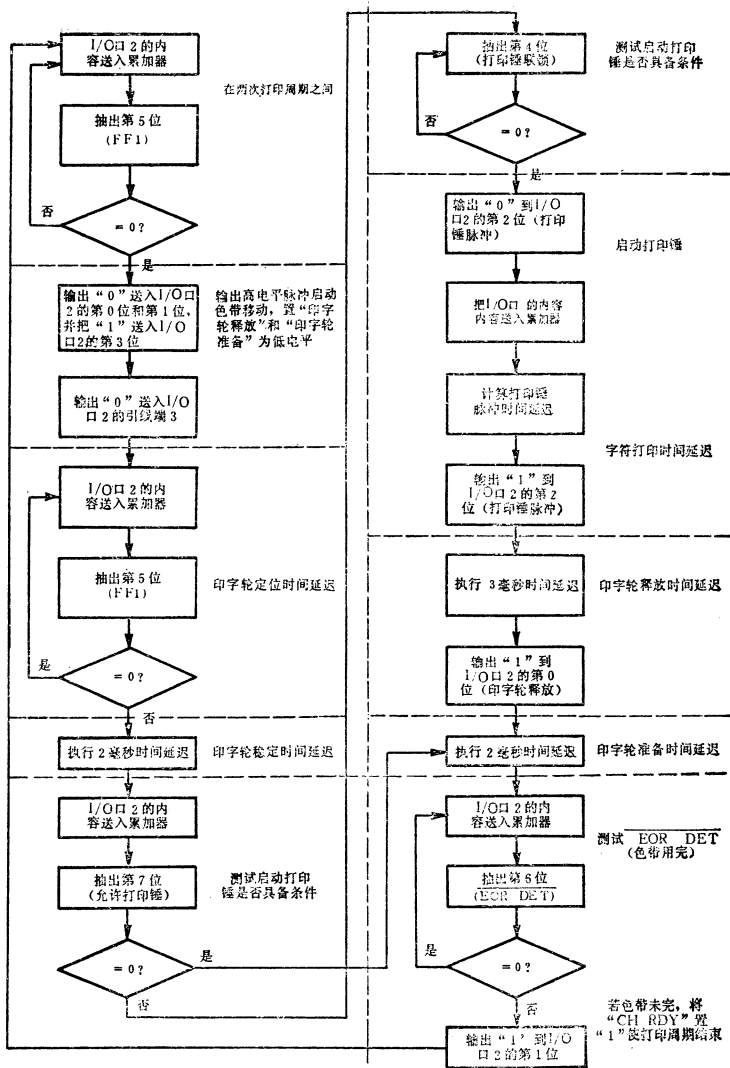 I/O口2的内
容送入累加器
在两次打印周期之间
抽出第5位
(FF1)
否
=0?
是
输出“0”送入I/O口
2的第0位和第1位,
并把“1”送入I/O
口2的第3位
输出高电平脉冲启动
色带移动,置“印字
轮释放”和“印字轮
准备”为低电平
输出“0”送入I/O
口2的引线端3
I/O口2的内
容送入累加器
抽出第5位
(FF1)
印字轮定位时间延迟
是
=0?
否
执行2毫秒时间延迟
印字轮稳定时间延迟
I/O口2的内
容送入累加器
抽出第7位
(允许打印锤)
测试启动打印
锤是否具备条件
=0?
是
否
抽出第4位
(打印锤联锁)
测试启动打印
锤是否具备条件
否
=0?
是
输出“0”到I/O
口2的第2位(打印
锤脉冲)
启动打印锤
把I/O口的内容
内容送入累加器
计算打印锤
脉冲时间延迟
字符打印时间延迟
输出“1”到
I/O口2的第2
位(打印锤脉冲)
执行3毫秒时间延迟
印字轮释放时间延迟
输出“1”到
I/O口2的第0
位(印字轮释放)
执行2毫秒时间延迟
印字轮准备时间延迟
I/O口2的内
容送入累加器
测试EOR DET
(色带用完)
抽出第6位
(EOR DET)
是
=0?
否
若色带未完,将
“CH RDY”置
“1”使打印周期结束
输出“1”到I/O
口2的第1位